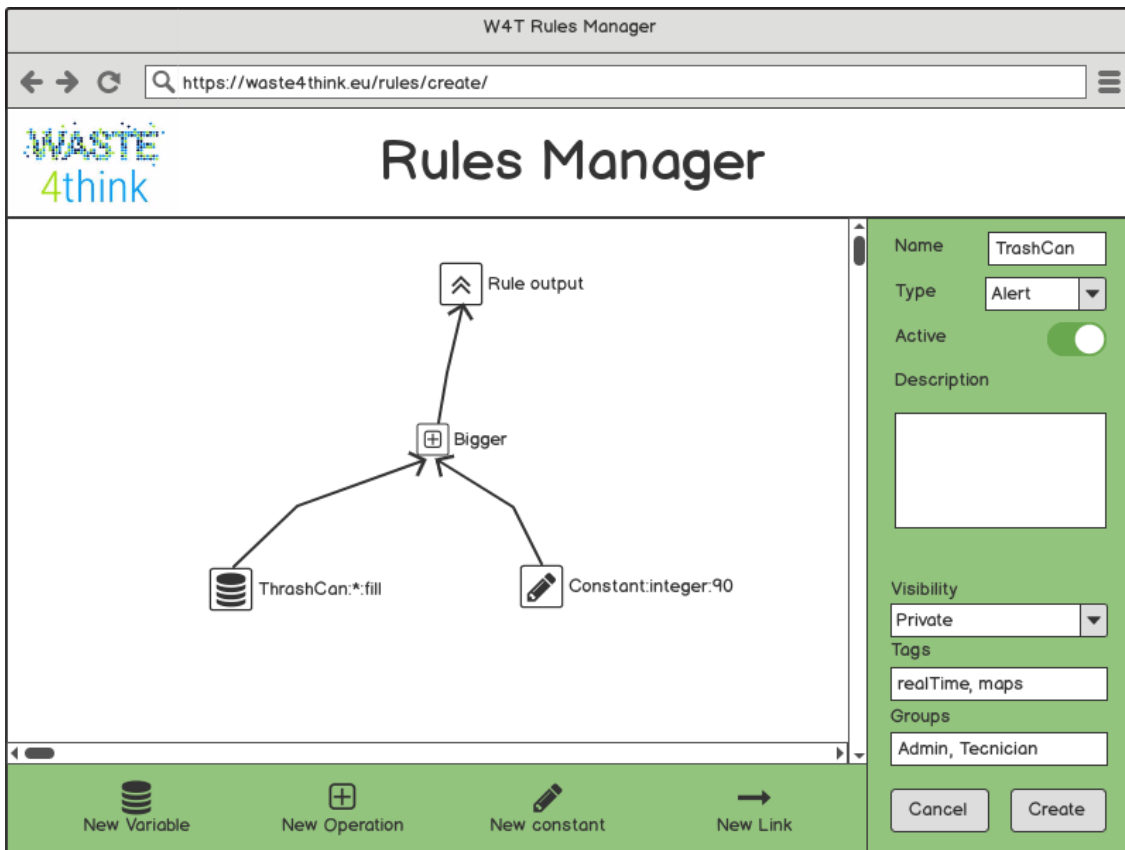 W4T Rules Manager
https://waste4think.eu/rules/create/
WASTE
4think
Rules Manager
Rule output
Bigger
ThrashCan:*:fill
Constant:integer:90
New Variable
New Operation
New constant
New Link
Name
TrashCan
Type
Alert
Active
Description
Visibility
Private
Tags
realTime, maps
Groups
Admin, Tecnician
Cancel
Create